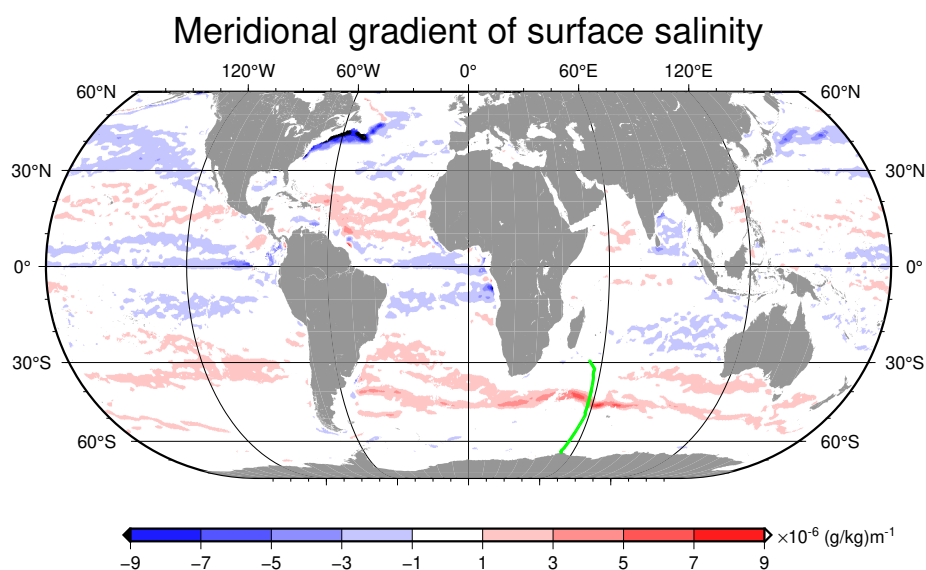 Meridional gradient of surface salinity
120°W 60°W 0° 60°E 120°E
60°N 60°N
30°N 30°N
0° 0°
30°S 30°S
60°S 60°S
×10⁻⁶ (g/kg)m⁻¹
−9 −7 −5 −3 −1 1 3 5 7 9